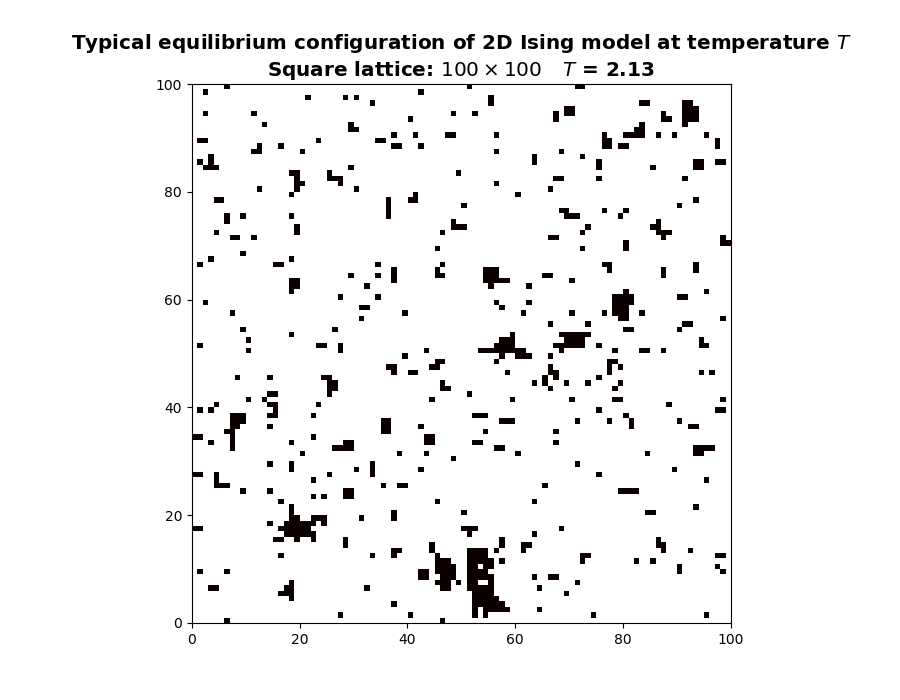 Typical equilibrium configuration of 2D Ising model at temperature T
Square lattice: 100 × 100 T = 2.13
100
80
60
40
20
0
0 20 40 60 80 100